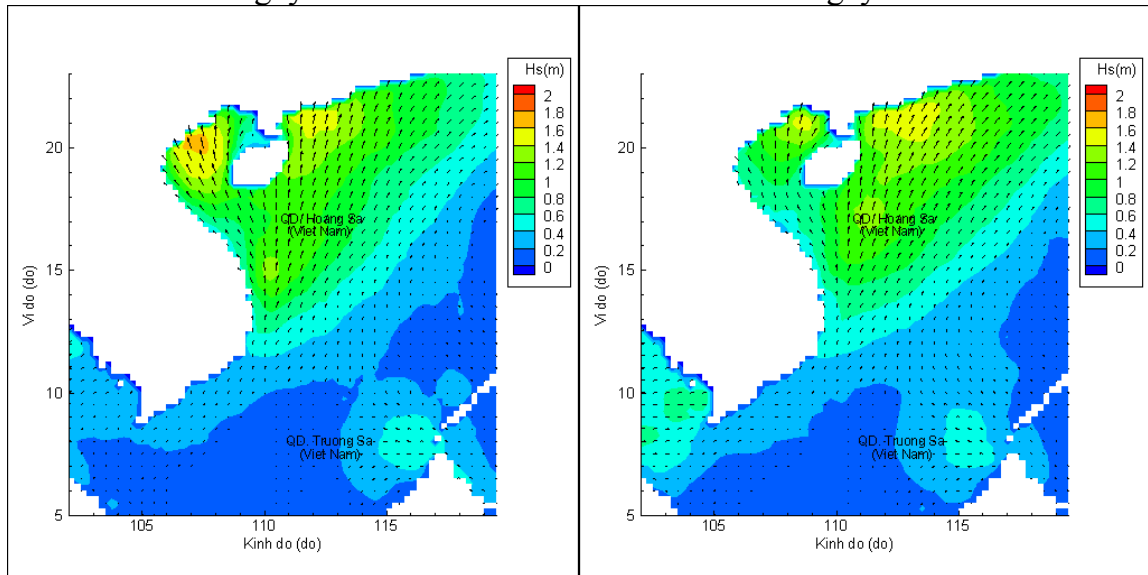 Hs(m)
2
1.8
1.6
1.4
1.2
1
0.8
0.6
0.4
0.2
0
20
15
10
5
Vi do (do)
QD/ Hoang Sa
(Viet Nam)
QD. Truong Sa
(Viet Nam)
105
110
115
Kinh do (do)
Hs(m)
2
1.8
1.6
1.4
1.2
1
0.8
0.6
0.4
0.2
0
20
15
10
5
Vi do (do)
QD/ Hoang Sa
(Viet Nam)
QD. Truong Sa
(Viet Nam)
105
110
115
Kinh do (do)